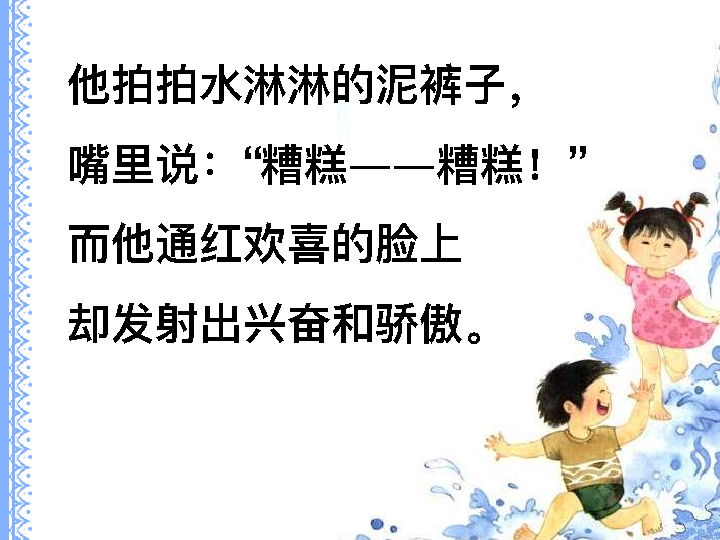 他拍拍水淋淋的泥裤子，
嘴里说：“糟糕——糟糕！”
而他通红欢喜的脸上
却发射出兴奋和骄傲。